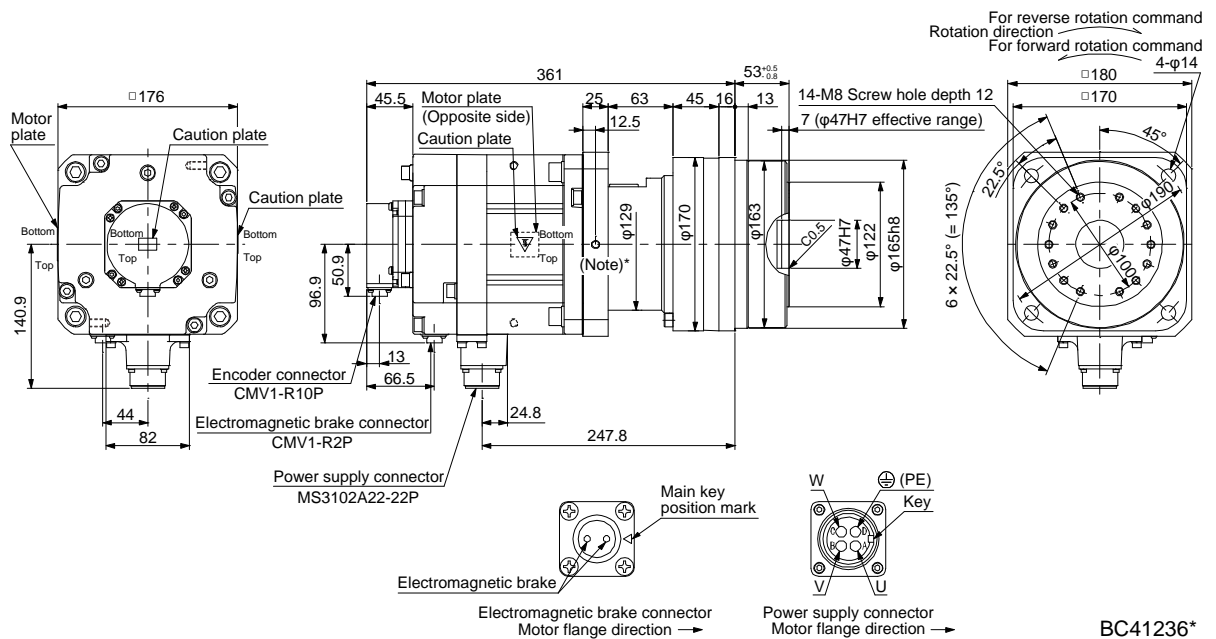 For reverse rotation command
Rotation direction
For forward rotation command
4-φ14
□176
361
53 +0.5 -0.8
□180
□170
45.5
Motor plate
(Opposite side)
Caution plate
25
63
45
16
13
12.5
14-M8 Screw hole depth 12
7 (φ47H7 effective range)
45°
22.5°
6 × 22.5° (= 135°)
φ190
φ100
Motor
plate
Caution plate
Caution plate
Bottom
Top
Bottom
Top
Bottom
Top
140.9
44
82
96.9
50.9
Bottom
Top
(Note)*
φ129
φ170
φ163
C0.5
φ47H7
φ122
φ165h8
13
66.5
24.8
247.8
Encoder connector
CMV1-R10P
Electromagnetic brake connector
CMV1-R2P
Power supply connector
MS3102A22-22P
Main key
position mark
Electromagnetic brake
Electromagnetic brake connector
Motor flange direction →
W
(PE)
Key
C D
B A
V
U
Power supply connector
Motor flange direction →
BC41236*